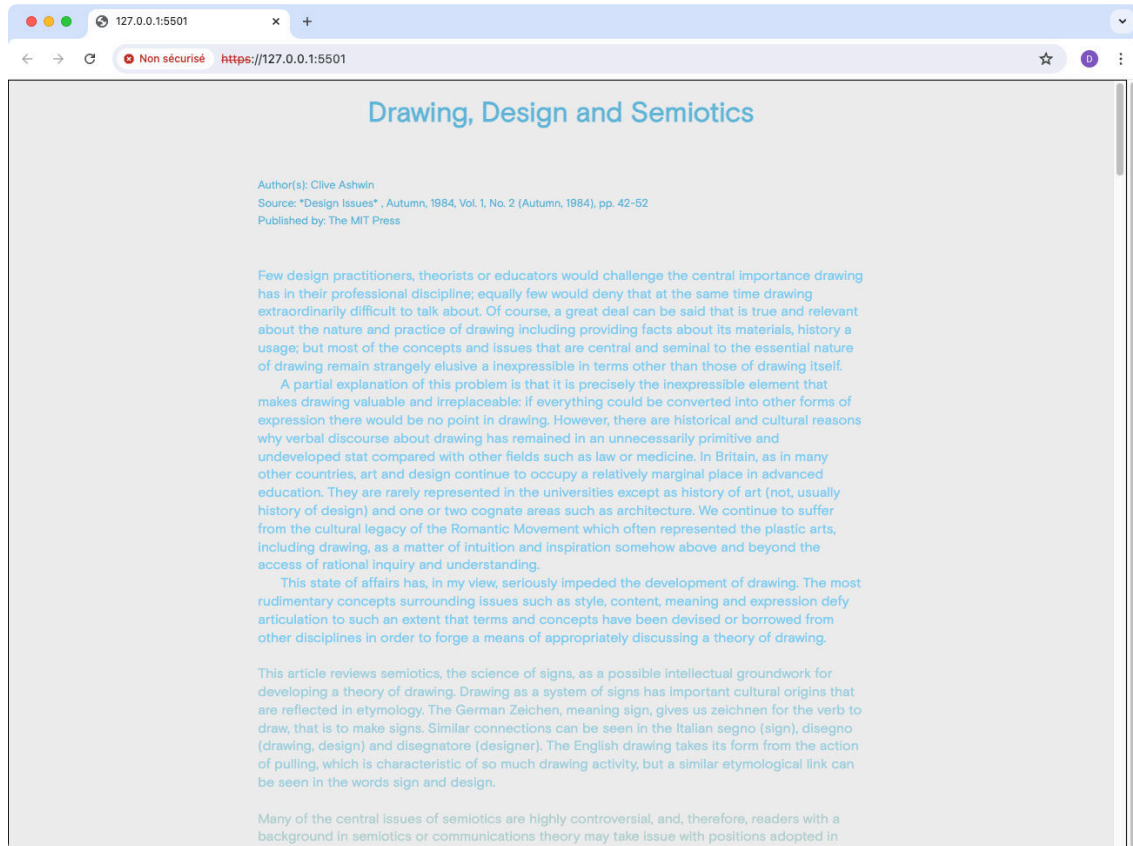 127.0.0.1:5501
Non sécurisé https://127.0.0.1:5501
D
Drawing, Design and Semiotics
Author(s): Clive Ashwin
Source: *Design Issues* , Autumn, 1984, Vol. 1, No. 2 (Autumn, 1984), pp. 42-52
Published by: The MIT Press
Few design practitioners, theorists or educators would challenge the central importance drawing
has in their professional discipline; equally few would deny that at the same time drawing
extraordinarily difficult to talk about. Of course, a great deal can be said that is true and relevant
about the nature and practice of drawing including providing facts about its materials, history a
usage; but most of the concepts and issues that are central and seminal to the essential nature
of drawing remain strangely elusive a inexpressible in terms other than those of drawing itself.
A partial explanation of this problem is that it is precisely the inexpressible element that
makes drawing valuable and irreplaceable: if everything could be converted into other forms of
expression there would be no point in drawing. However, there are historical and cultural reasons
why verbal discourse about drawing has remained in an unnecessarily primitive and
undeveloped stat compared with other fields such as law or medicine. In Britain, as in many
other countries, art and design continue to occupy a relatively marginal place in advanced
education. They are rarely represented in the universities except as history of art (not, usually
history of design) and one or two cognate areas such as architecture. We continue to suffer
from the cultural legacy of the Romantic Movement which often represented the plastic arts,
including drawing, as a matter of intuition and inspiration somehow above and beyond the
access of rational inquiry and understanding.
This state of affairs has, in my view, seriously impeded the development of drawing. The most
rudimentary concepts surrounding issues such as style, content, meaning and expression defy
articulation to such an extent that terms and concepts have been devised or borrowed from
other disciplines in order to forge a means of appropriately discussing a theory of drawing.
This article reviews semiotics, the science of signs, as a possible intellectual groundwork for
developing a theory of drawing. Drawing as a system of signs has important cultural origins that
are reflected in etymology. The German Zeichen, meaning sign, gives us zeichnen for the verb to
draw, that is to make signs. Similar connections can be seen in the Italian segno (sign), disegno
(drawing, design) and disegnatore (designer). The English drawing takes its form from the action
of pulling, which is characteristic of so much drawing activity, but a similar etymological link can
be seen in the words sign and design.
Many of the central issues of semiotics are highly controversial, and, therefore, readers with a
background in semiotics or communications theory may take issue with positions adopted in